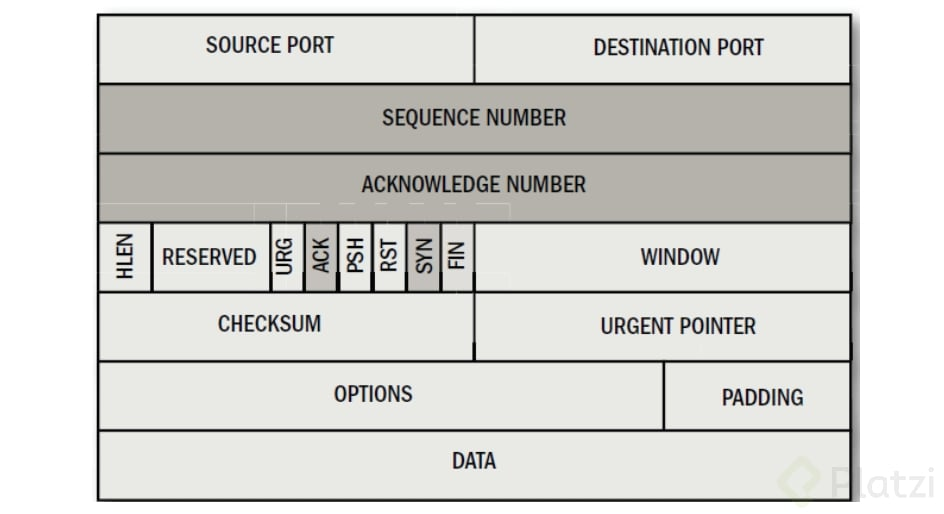 SOURCE PORT
DESTINATION PORT
SEQUENCE NUMBER
ACKNOWLEDGE NUMBER
HLEN
RESERVED
URG
ACK
PSH
RST
SYN
FIN
WINDOW
CHECKSUM
URGENT POINTER
OPTIONS
PADDING
DATA
Platzi